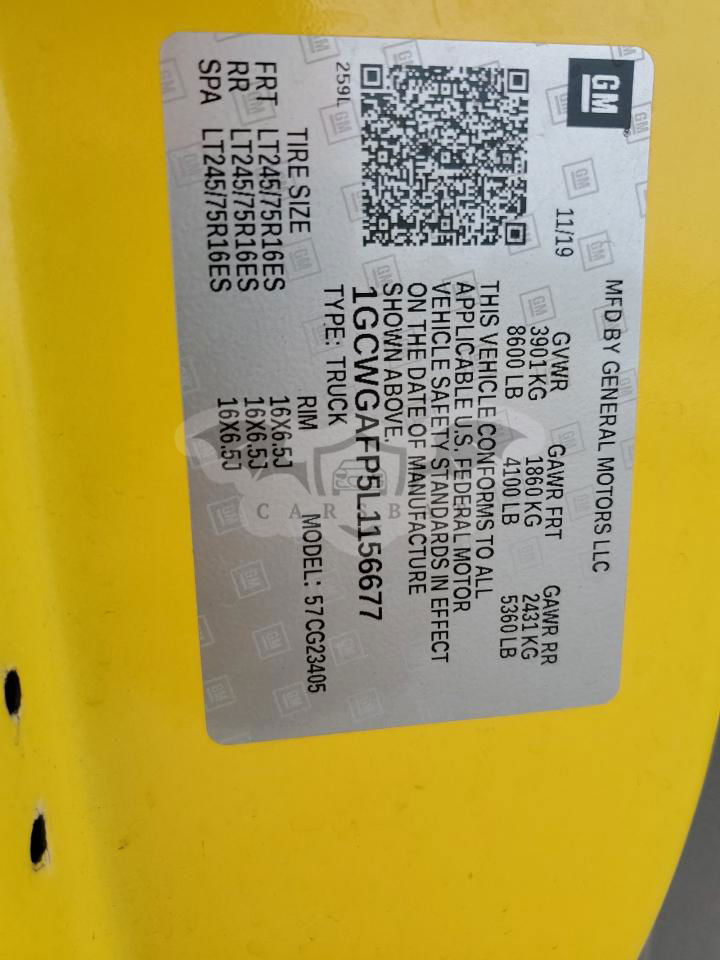 GM
MFD BY GENERAL MOTORS LLC
11/19
GVWR GAWR FRT GAWR RR
3901 KG 1860 KG 2431 KG
8600 LB 4100 LB 5360 LB
THIS VEHICLE CONFORMS TO ALL
APPLICABLE U.S. FEDERAL MOTOR
VEHICLE SAFETY STANDARDS IN EFFECT
ON THE DATE OF MANUFACTURE
SHOWN ABOVE.
1GCWGAFP5L1156677
259L
TYPE: TRUCK MODEL: 57CG23405
TIRE SIZE RIM
FRT LT245/75R16ES 16X6.5J
RR LT245/75R16ES 16X6.5J
SPA LT245/75R16ES 16X6.5J